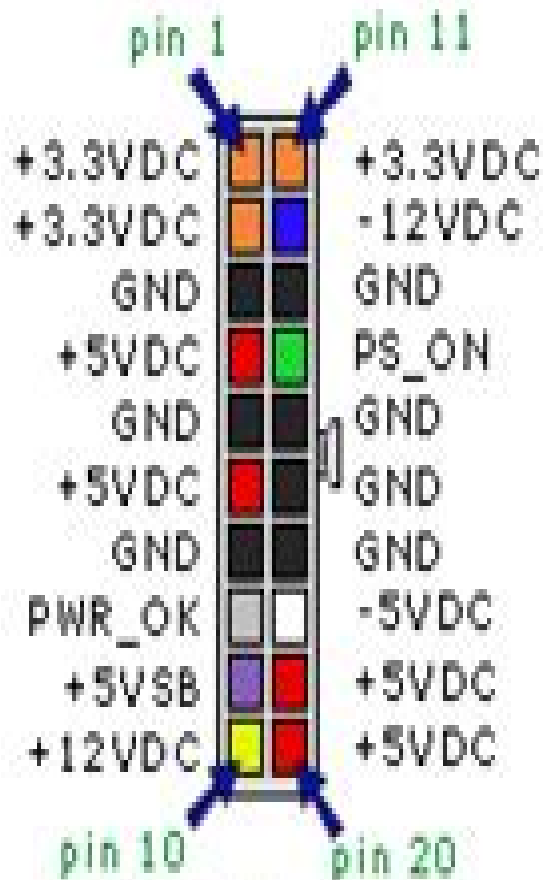 pin 1 pin 11
+3.3VDC +3.3VDC
+3.3VDC -12VDC
GND GND
+5VDC PS_ON
GND GND
+5VDC GND
GND GND
PWR_OK -5VDC
+5VSB +5VDC
+12VDC +5VDC
pin 10 pin 20